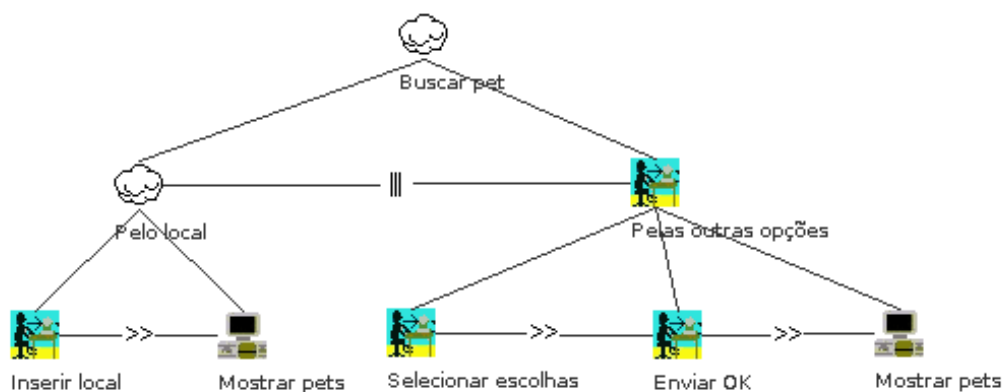 Buscar pet
|||
Pelo local
Pelas outras opções
>>
>>
>>
Inserir local
Mostrar pets
Selecionar escolhas
Enviar OK
Mostrar pets